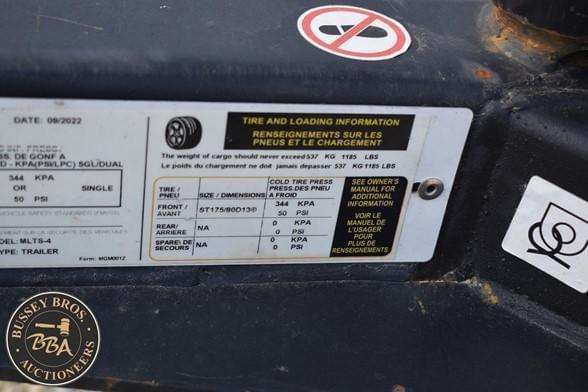 DATE: 09/2022
S. DE GONF A
D - KPA(PSI/LPC) SGL/DUAL
344 KPA
OR SINGLE
50 PSI
VEHICLE SAFETY STANDARDS
MODEL: MLTS-4
TYPE: TRAILER
Form: MGM001Z
TIRE AND LOADING INFORMATION
RENSEIGNEMENTS SUR LES
PNEUS ET LE CHARGEMENT
The weight of cargo should never exceed 537 KG 1185 LBS
Le poids du chargement ne doit jamais depasser 537 KG 1185 LBS
TIRE / PNEU
SIZE / DIMENSIONS
COLD TIRE PRESS
PRESS.DES PNEU
A FROID
FRONT / AVANT
ST175/80D13®
344 KPA
50 PSI
REAR/ ARRIERE
NA
0 KPA
0 PSI
SPARE/ DE SECOURS
NA
0 KPA
0 PSI
SEE OWNER'S
MANUAL FOR
ADDITIONAL
INFORMATION
VOIR LE
MANUEL DE
L'USAGER
POUR
PLUS DE
RENSEIGNEMENTS
BUSSEY BROS.
BBA
AUCTIONEERS